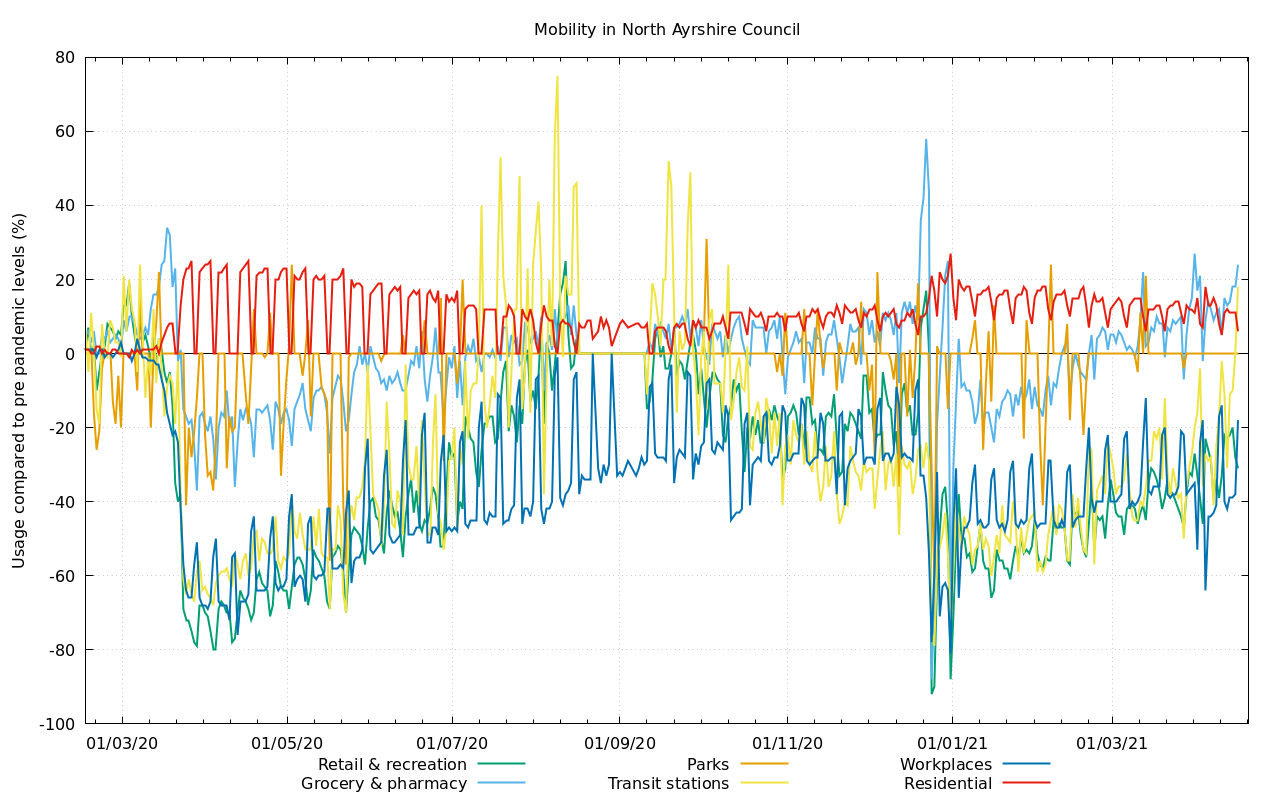 Mobility in North Ayrshire Council
Usage compared to pre pandemic levels (%)
80
60
40
20
0
-20
-40
-60
-80
-100
01/03/20 01/05/20 01/07/20 01/09/20 01/11/20 01/01/21 01/03/21
Retail & recreation Parks Workplaces
Grocery & pharmacy Transit stations Residential